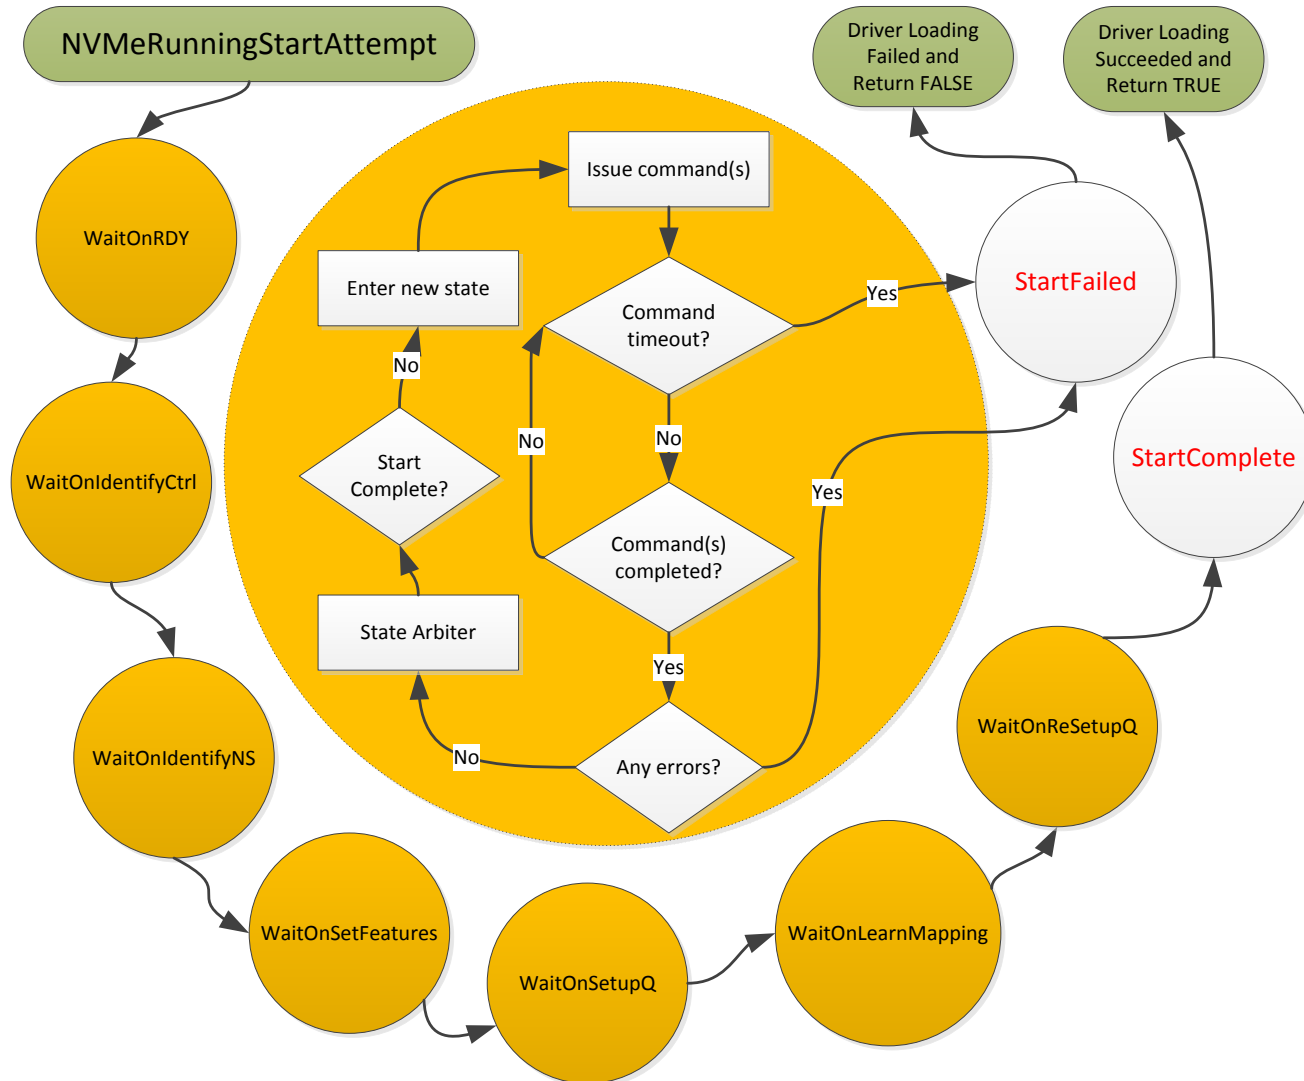 NVMeRunningStartAttempt
Driver Loading
Failed and
Return FALSE
Driver Loading
Succeeded and
Return TRUE
Issue command(s)
WaitOnRDY
Enter new state
Command
timeout?
Yes
StartFailed
No
No
No
Start
Complete?
StartComplete
WaitOnIdentifyCtrl
Yes
Command(s)
completed?
State Arbiter
Yes
WaitOnReSetupQ
WaitOnIdentifyNS
No
Any errors?
WaitOnSetFeatures
WaitOnLearnMapping
WaitOnSetupQ